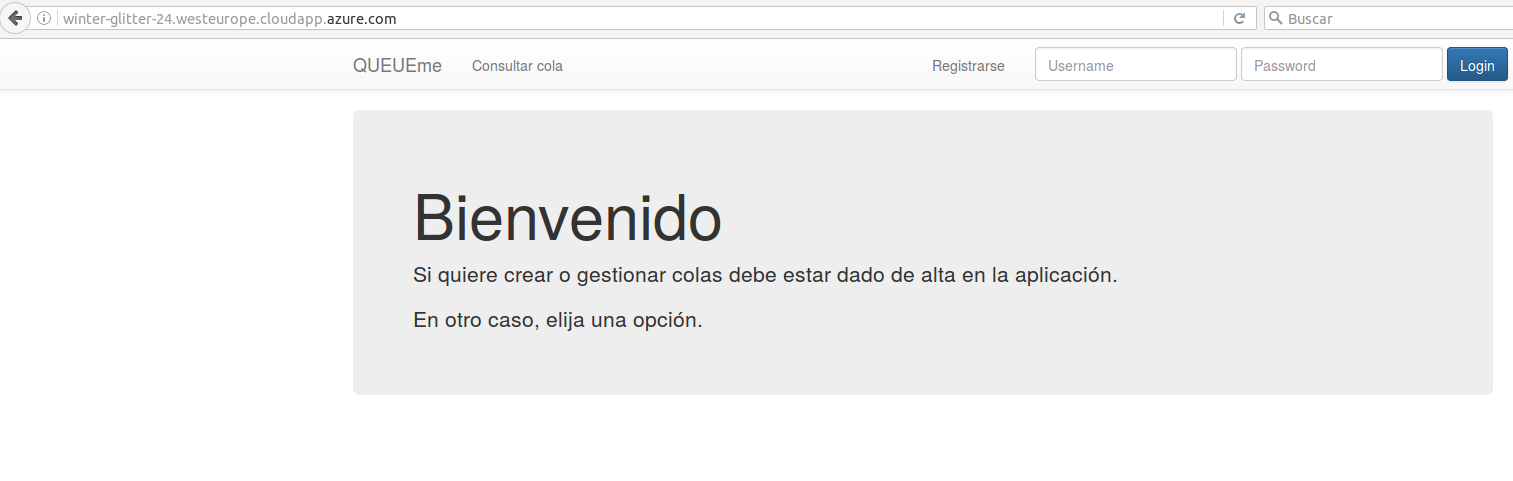 winter-glitter-24.westeurope.cloudapp.azure.com
Buscar
QUEUEme
Consultar cola
Registrarse
Username
Password
Login
Bienvenido
Si quiere crear o gestionar colas debe estar dado de alta en la aplicación.
En otro caso, elija una opción.